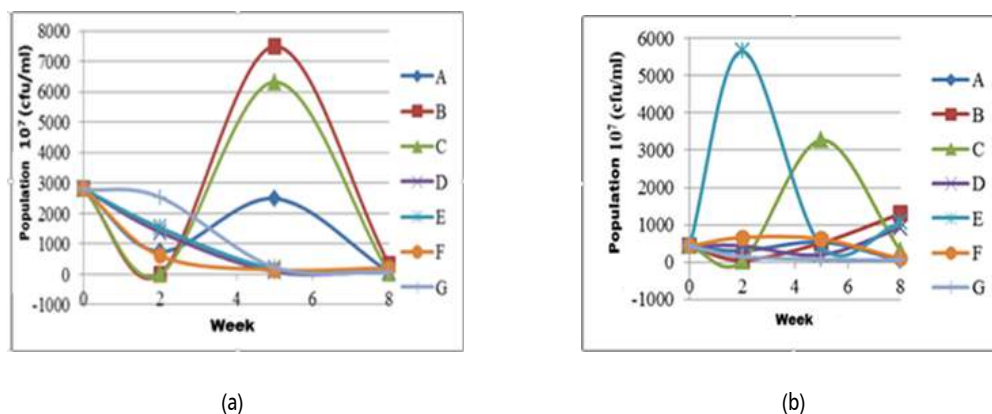 Population 10⁷ (cfu/ml)
8000
7000
6000
5000
4000
3000
2000
1000
0
-1000
0 2 4 6 8
Week
A
B
C
D
E
F
G
(a)
Population 10⁷ (cfu/ml)
6000
5000
4000
3000
2000
1000
0
-1000
0 2 4 6 8
Week
A
B
C
D
E
F
G
(b)